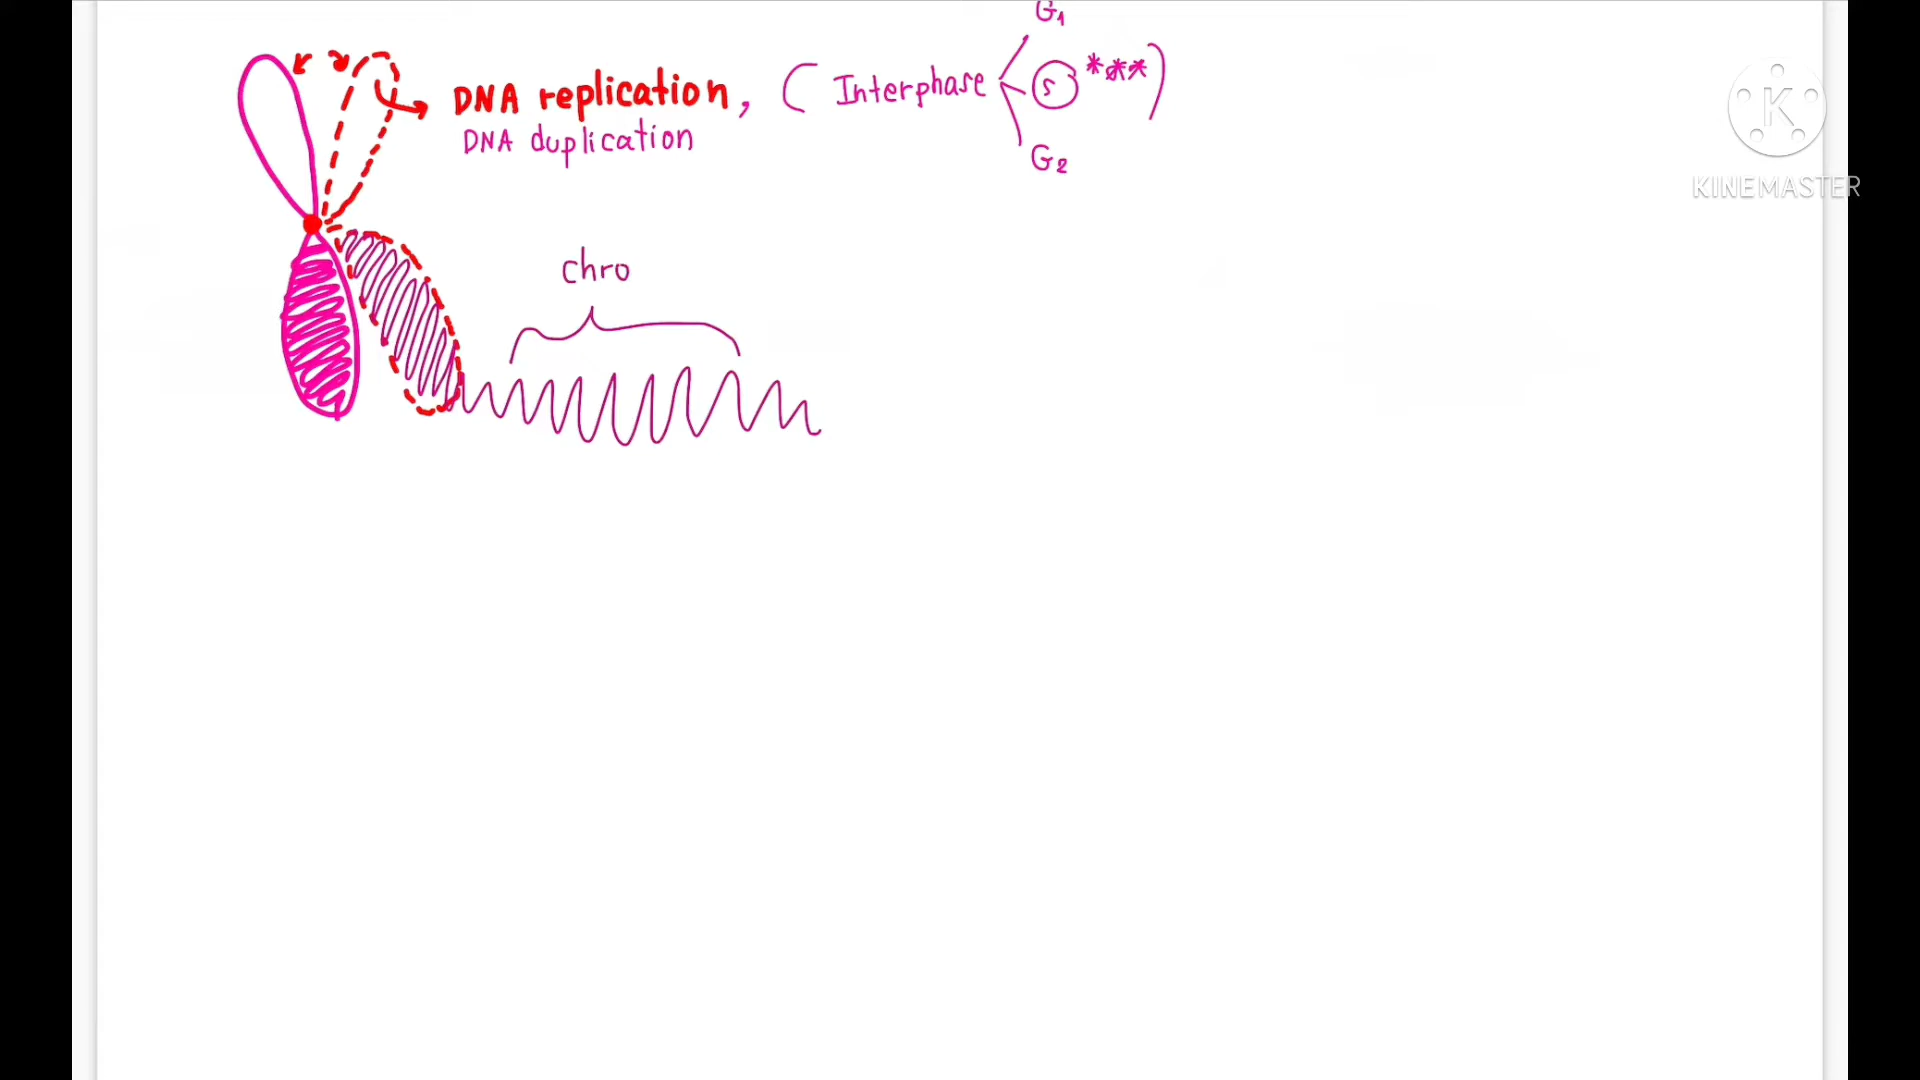 G1
DNA replication, ( Interphase S *** )
DNA duplication
G2
chro
K
KINEMASTER